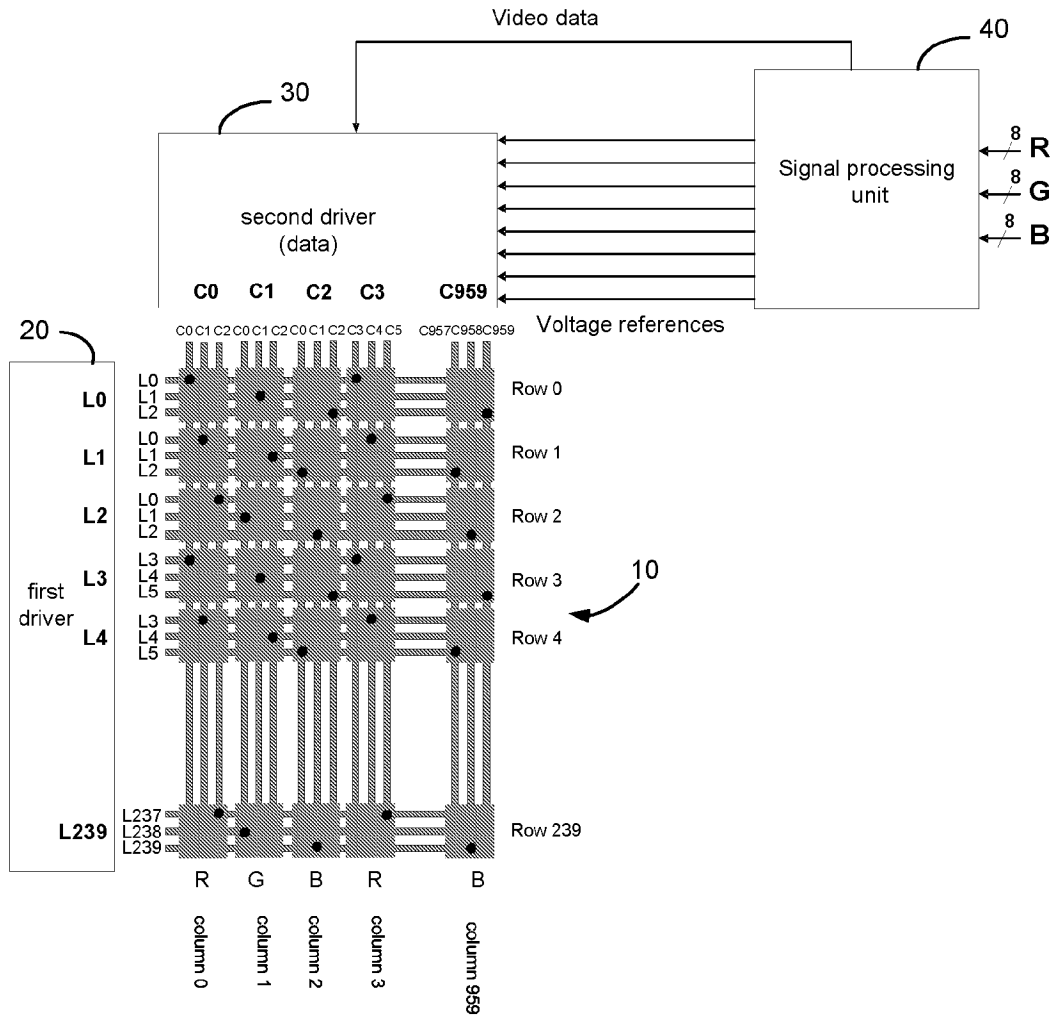 Video data
40
30
8
R
8
G
8
B
Signal processing
unit
second driver
(data)
C0 C1 C2 C3 C959
20
C0 C1 C2 C0 C1 C2 C0 C1 C2 C3 C4 C5 C957 C958 C959
Voltage references
L0
L0
L1
L2
Row 0
L1
L0
L1
L2
Row 1
L2
L0
L1
L2
Row 2
L3
L3
L4
L5
Row 3
10
first
driver
L4
L3
L4
L5
Row 4
L239
L237
L238
L239
Row 239
R G B R B
column 0
column 1
column 2
column 3
column 959